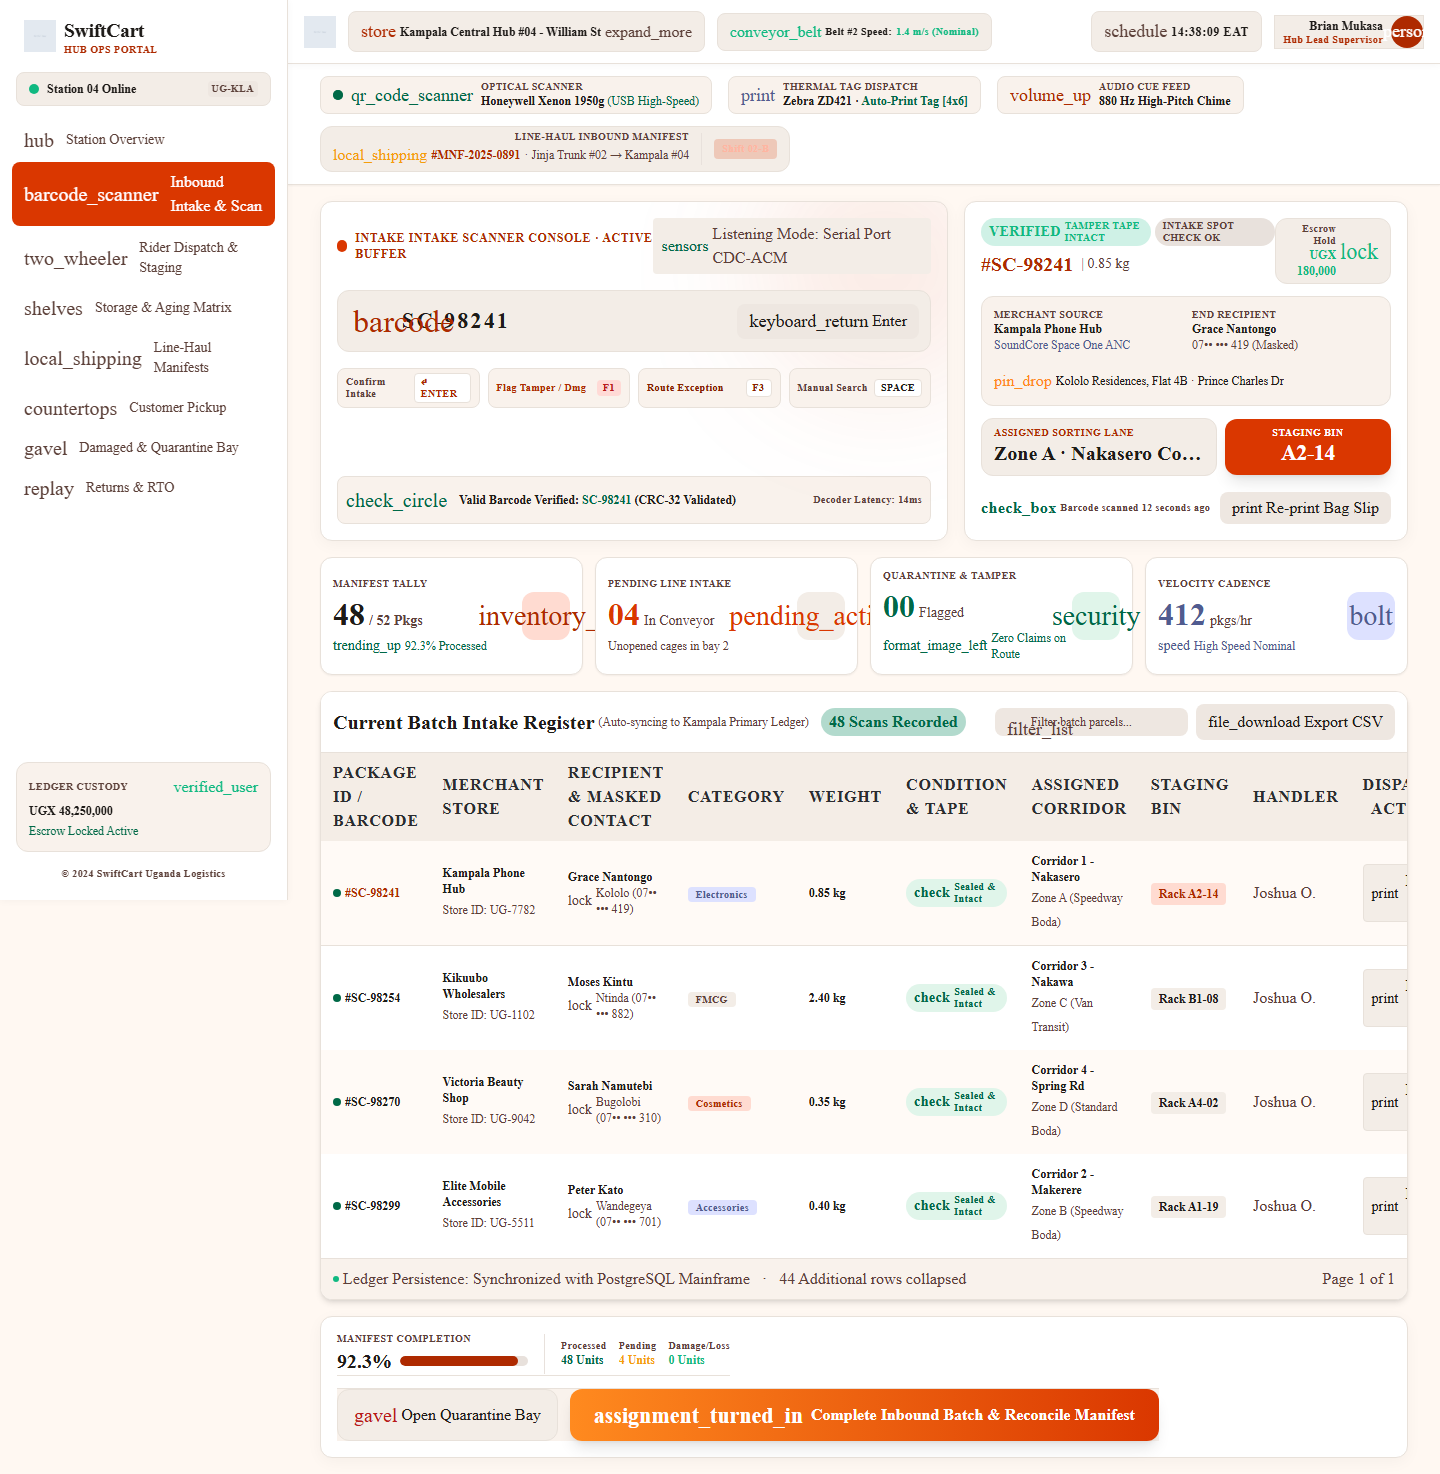 SwiftCart
HUB OPS PORTAL
Station 04 Online UG-KLA
hub Station Overview
barcode_scanner Inbound
Intake & Scan
two_wheeler Rider Dispatch &
Staging
shelves Storage & Aging Matrix
local_shipping Line-Haul
Manifests
countertops Customer Pickup
gavel Damaged & Quarantine Bay
replay Returns & RTO
LEDGER CUSTODY verified_user
UGX 48,250,000
Escrow Locked Active
© 2024 SwiftCart Uganda Logistics
store Kampala Central Hub #04 - William St expand_more
conveyor_belt Belt #2 Speed: 1.4 m/s (Nominal)
schedule 14:38:09 EAT
Brian Mukasa
Hub Lead Supervisor
qr_code_scanner OPTICAL SCANNER
Honeywell Xenon 1950g (USB High-Speed)
print THERMAL TAG DISPATCH
Zebra ZD421 · Auto-Print Tag [4x6]
volume_up AUDIO CUE FEED
880 Hz High-Pitch Chime
LINE-HAUL INBOUND MANIFEST
local_shipping #MNF-2025-0891 · Jinja Trunk #02 → Kampala #04
INTAKE INTAKE SCANNER CONSOLE · ACTIVE
BUFFER
sensors Listening Mode: Serial Port
CDC-ACM
barcode SC-98241
keyboard_return Enter
Confirm
Intake
↵
ENTER
Flag Tamper / Dmg F1
Route Exception F3
Manual Search SPACE
check_circle Valid Barcode Verified: SC-98241 (CRC-32 Validated) Decoder Latency: 14ms
VERIFIED TAMPER TAPE
INTACT
INTAKE SPOT
CHECK OK
#SC-98241 | 0.85 kg
Escrow
Hold
UGX
180,000
lock
MERCHANT SOURCE
Kampala Phone Hub
SoundCore Space One ANC
END RECIPIENT
Grace Nantongo
07•• ••• 419 (Masked)
pin_drop Kololo Residences, Flat 4B · Prince Charles Dr
ASSIGNED SORTING LANE
Zone A · Nakasero Co...
STAGING BIN
A2-14
check_box Barcode scanned 12 seconds ago
print Re-print Bag Slip
MANIFEST TALLY
48 / 52 Pkgs
trending_up 92.3% Processed
inventory_
PENDING LINE INTAKE
04 In Conveyor
Unopened cages in bay 2
pending_acti
QUARANTINE & TAMPER
00 Flagged
format_image_left Zero Claims on
Route
security
VELOCITY CADENCE
412 pkgs/hr
speed High Speed Nominal
bolt
Current Batch Intake Register (Auto-syncing to Kampala Primary Ledger) 48 Scans Recorded
filter_list Filter batch parcels...
file_download Export CSV
PACKAGE
ID /
BARCODE
MERCHANT
STORE
RECIPIENT
& MASKED
CONTACT
CATEGORY
WEIGHT
CONDITION
& TAPE
ASSIGNED
CORRIDOR
STAGING
BIN
HANDLER
DISPA
ACT
#SC-98241
Kampala Phone
Hub
Store ID: UG-7782
Grace Nantongo
lock Kololo (07••
••• 419)
Electronics
0.85 kg
check Sealed &
Intact
Corridor 1 -
Nakasero
Zone A (Speedway
Boda)
Rack A2-14
Joshua O.
print
#SC-98254
Kikuubo
Wholesalers
Store ID: UG-1102
Moses Kintu
lock Ntinda (07••
••• 882)
FMCG
2.40 kg
check Sealed &
Intact
Corridor 3 -
Nakawa
Zone C (Van
Transit)
Rack B1-08
Joshua O.
print
#SC-98270
Victoria Beauty
Shop
Store ID: UG-9042
Sarah Namutebi
lock Bugolobi
(07•• ••• 310)
Cosmetics
0.35 kg
check Sealed &
Intact
Corridor 4 -
Spring Rd
Zone D (Standard
Boda)
Rack A4-02
Joshua O.
print
#SC-98299
Elite Mobile
Accessories
Store ID: UG-5511
Peter Kato
lock Wandegeya
(07•• ••• 701)
Accessories
0.40 kg
check Sealed &
Intact
Corridor 2 -
Makerere
Zone B (Speedway
Boda)
Rack A1-19
Joshua O.
print
Ledger Persistence: Synchronized with PostgreSQL Mainframe · 44 Additional rows collapsed
Page 1 of 1
MANIFEST COMPLETION
92.3%
Processed
48 Units
Pending
4 Units
Damage/Loss
0 Units
gavel Open Quarantine Bay
assignment_turned_in Complete Inbound Batch & Reconcile Manifest